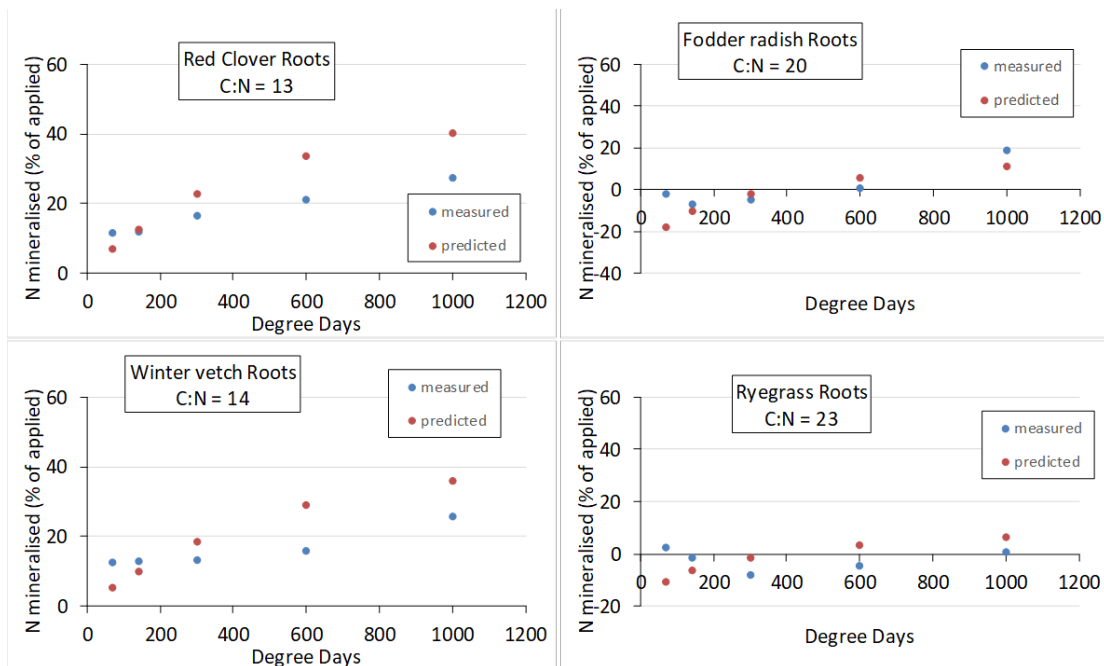 Red Clover Roots
C:N = 13
N mineralised (% of applied)
60
40
20
0
measured
predicted
0 200 400 600 800 1000 1200
Degree Days
Fodder radish Roots
C:N = 20
N mineralised (% of applied)
60
40
20
0
-20
-40
measured
predicted
0 200 400 600 800 1000 1200
Degree Days
Winter vetch Roots
C:N = 14
N mineralised (% of applied)
60
40
20
0
measured
predicted
0 200 400 600 800 1000 1200
Degree Days
Ryegrass Roots
C:N = 23
N mineralised (% of applied)
60
40
20
0
-20
measured
predicted
0 200 400 600 800 1000 1200
Degree Days